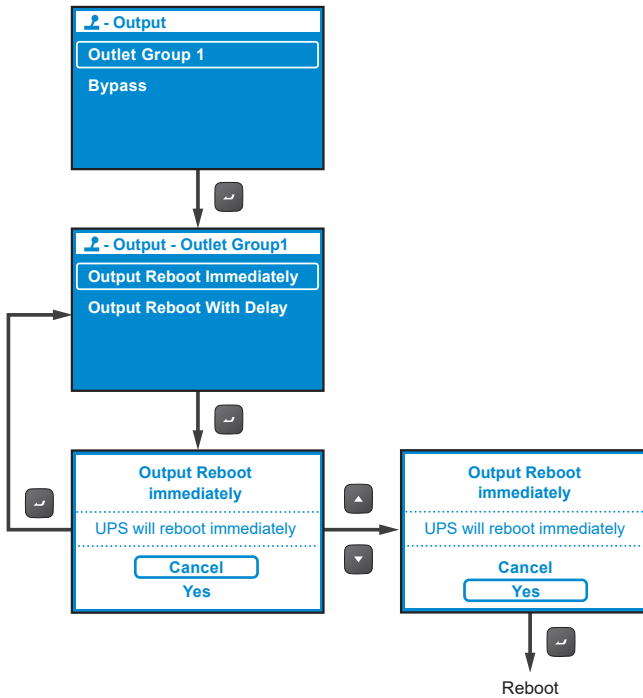 - Output
Outlet Group 1
Bypass
- Output - Outlet Group1
Output Reboot Immediately
Output Reboot With Delay
Output Reboot
immediately
UPS will reboot immediately
Cancel
Yes
Output Reboot
immediately
UPS will reboot immediately
Cancel
Yes
Reboot